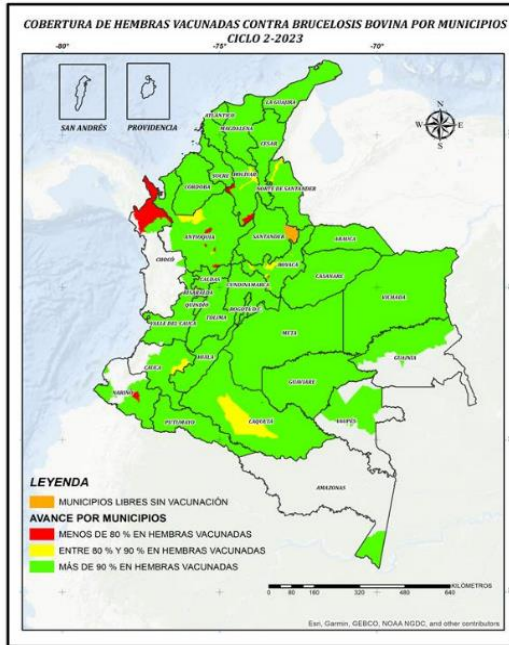 COBERTURA DE HEMBRAS VACUNADAS CONTRA BRUCELOSIS BOVINA POR MUNICIPIOS
CICLO 2-2023
-80°
-75°
-70°
SAN ANDRÉS
PROVIDENCIA
N
W
E
S
LA GUAJIRA
ATLÁNTICO
MAGDALENA
CESAR
SUCRE
BOLÍVAR
CÓRDOBA
NORTE DE SANTANDER
ANTIOQUIA
SANTANDER
ARAUCA
CHOCÓ
BOYACÁ
CASANARE
CALDAS
CUNDINAMARCA
RISARALDA
VICHADA
QUINDÍO
BOGOTÁ D.C.
TOLIMA
VALLE DEL CAUCA
META
GUAINÍA
CAUCA
HUILA
GUAVIARE
NARIÑO
VAUPÉS
PUTUMAYO
CAQUETÁ
AMAZONAS
LEYENDA
MUNICIPIOS LIBRES SIN VACUNACIÓN
AVANCE POR MUNICIPIOS
MENOS DE 80 % EN HEMBRAS VACUNADAS
ENTRE 80 % Y 90 % EN HEMBRAS VACUNADAS
MÁS DE 90 % EN HEMBRAS VACUNADAS
KILÓMETROS
0 80 160 320 480 640
Esri, Garmin, GEBCO, NOAA NGDC, and other contributors